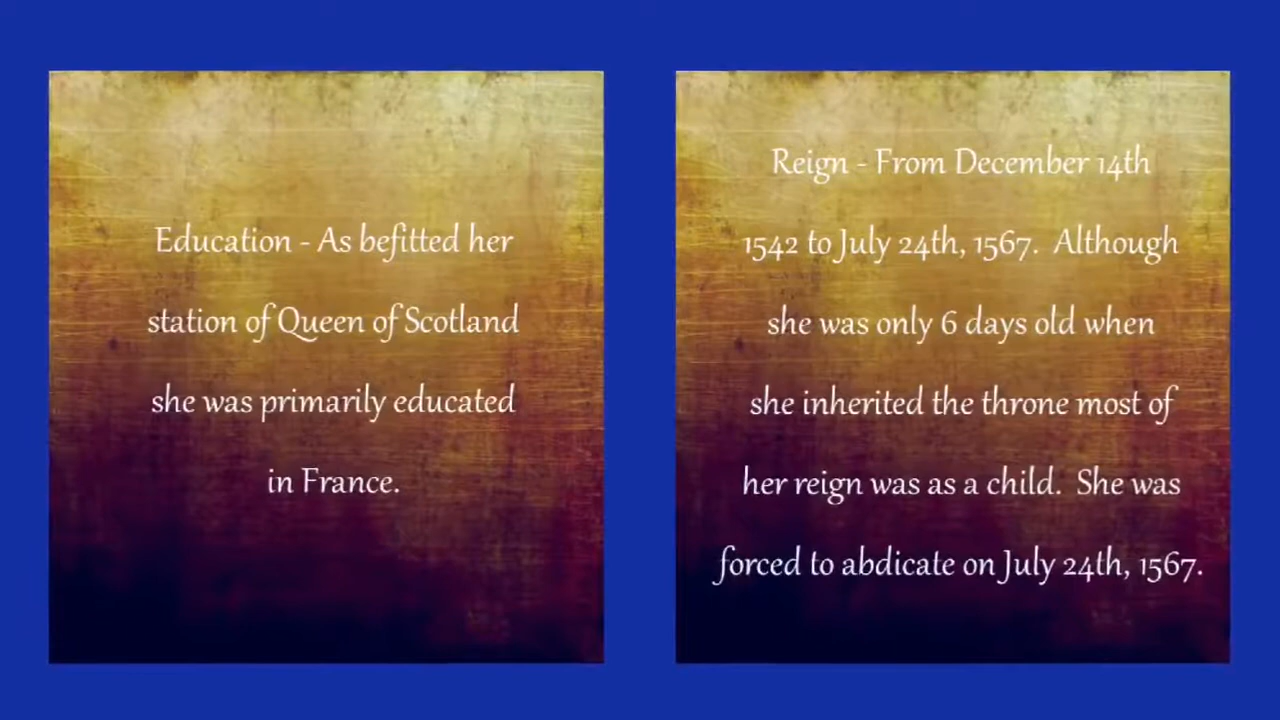 Education - As befitted her
station of Queen of Scotland
she was primarily educated
in France.
Reign - From December 14th
1542 to July 24th, 1567.  Although
she was only 6 days old when
she inherited the throne most of
her reign was as a child.  She was
forced to abdicate on July 24th, 1567.